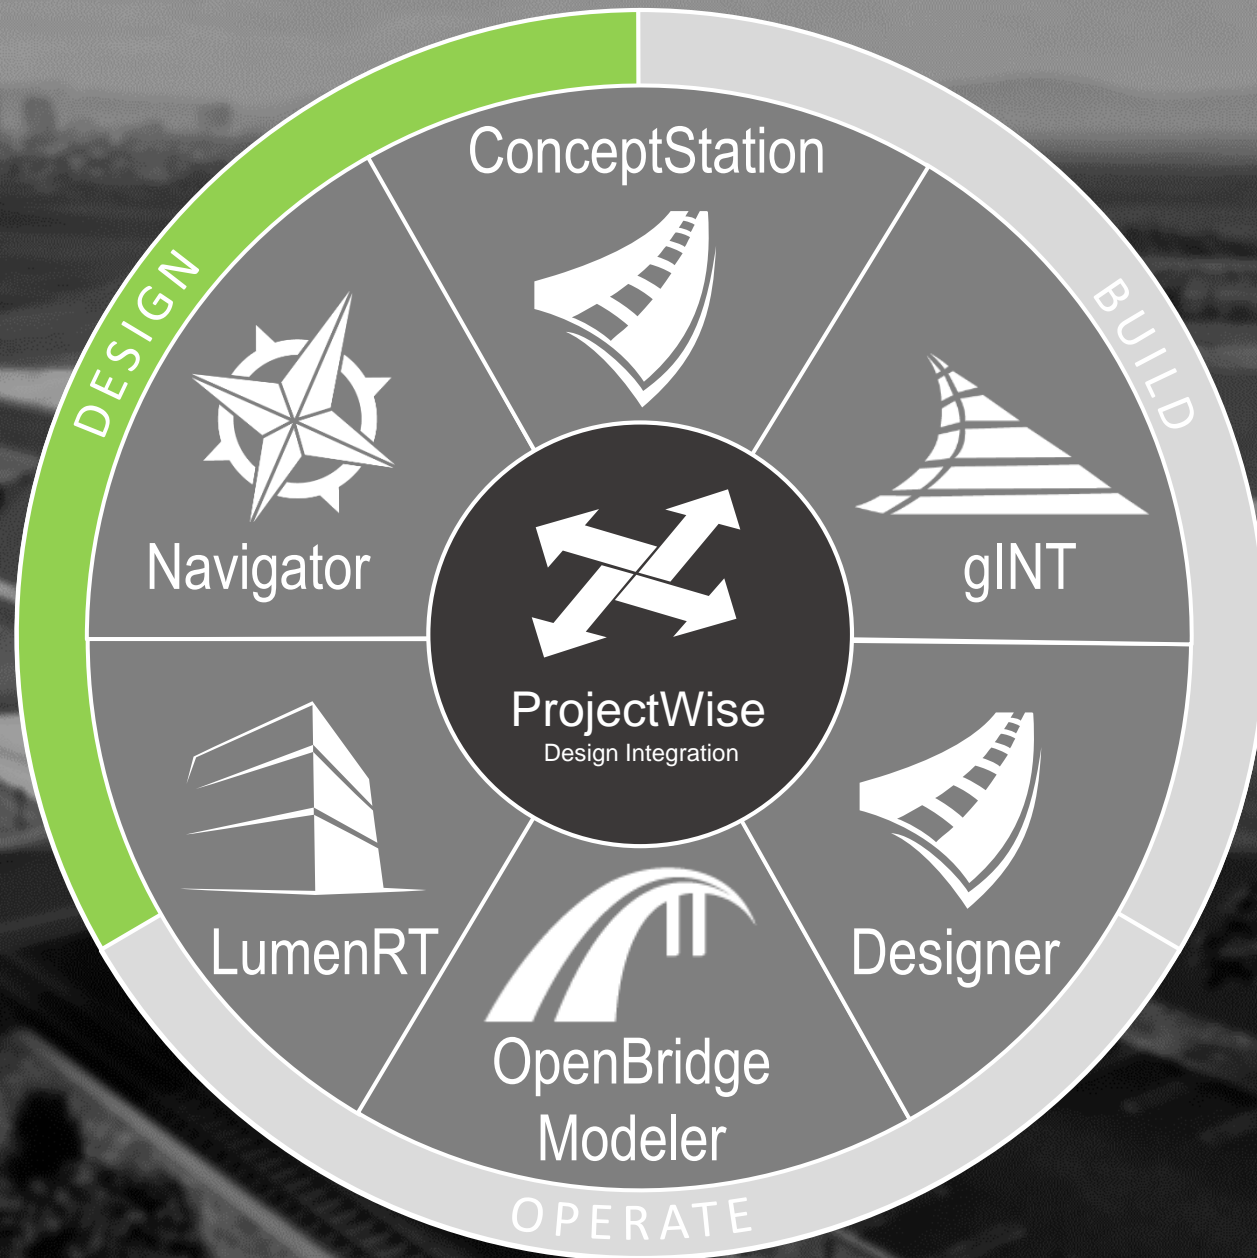 ConceptStation
DESIGN
BUILD
Navigator
gINT
ProjectWise
Design Integration
LumenRT
Designer
OpenBridge
Modeler
OPERATE